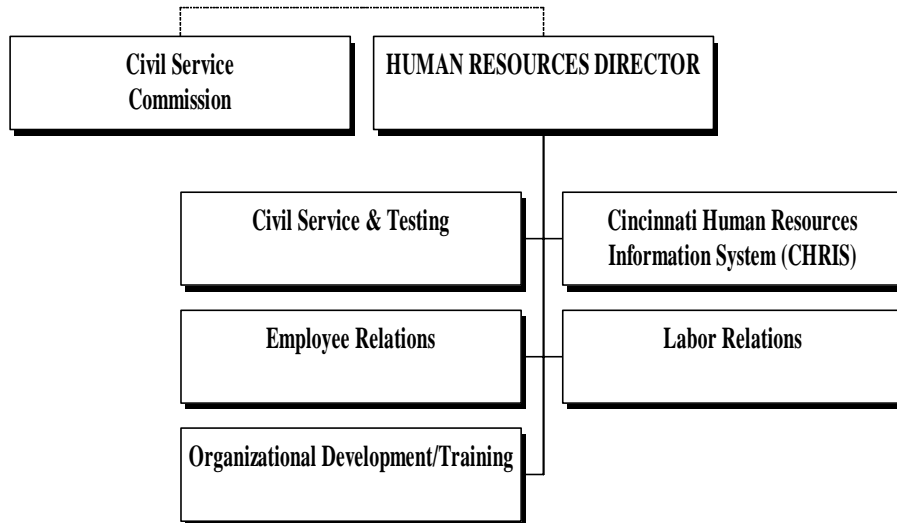 Civil Service
Commission
HUMAN RESOURCES DIRECTOR
Civil Service & Testing
Cincinnati Human Resources
Information System (CHRIS)
Employee Relations
Labor Relations
Organizational Development/Training